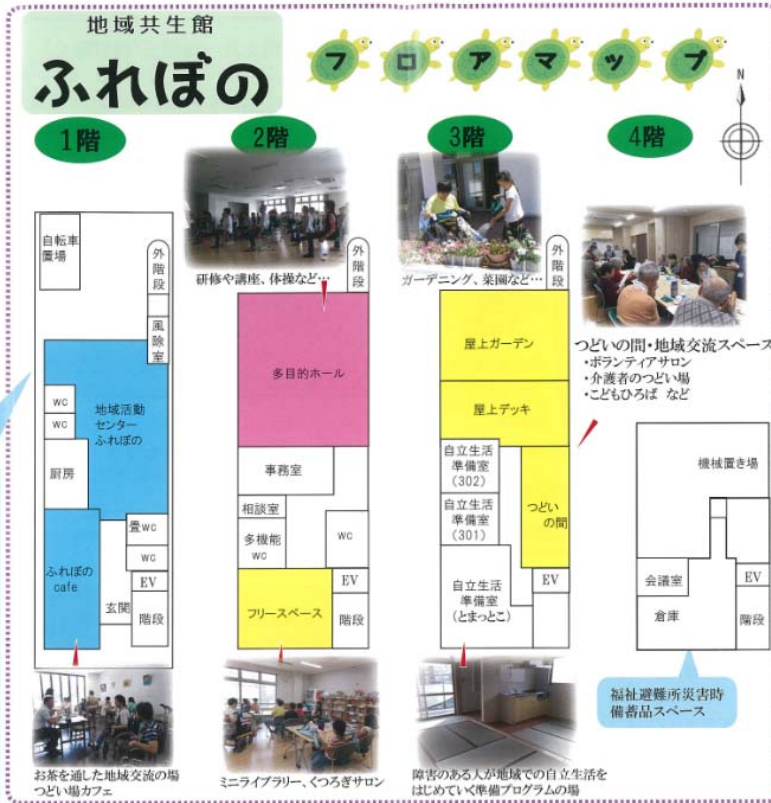 地域共生館
ふれぼの
フロアマップ
N
1階
2階
3階
4階
自転車
置場
外
階
段
風
除
室
WC
WC
地域活動
センター
ふれぼの
厨房
畳WC
WC
ふれぼの
cafe
EV
玄関
階段
お茶を通した地域交流の場
つどい場カフェ
研修や講座、体操など…
外
階
段
多目的ホール
事務室
相談室
多機能
WC
WC
フリースペース
EV
階段
ミニライブラリー、くつろぎサロン
ガーデニング、菜園など…
外
階
段
屋上ガーデン
屋上デッキ
自立生活
準備室
(302)
自立生活
準備室
(301)
つどい
の間
自立生活
準備室
(とまっとこ)
EV
障害のある人が地域での自立生活を
はじめていく準備プログラムの場
つどいの間・地域交流スペース
・ボランティアサロン
・介護者のつどい場
・こどもひろば など
機械置き場
会議室
倉庫
EV
階段
福祉避難所災害時
備蓄品スペース